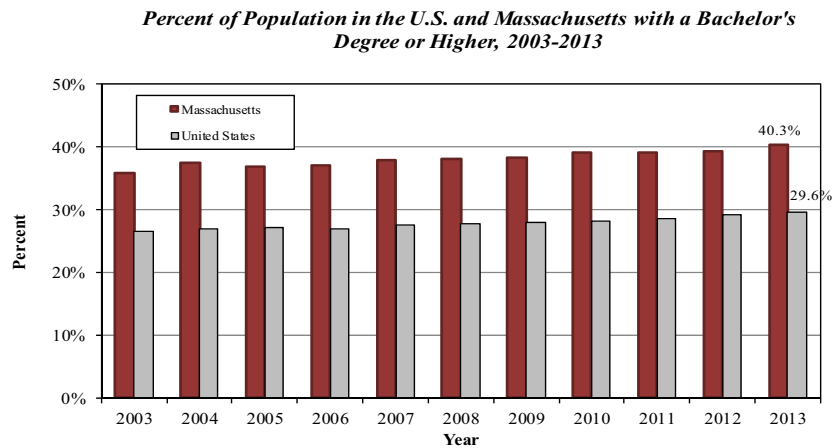 Percent of Population in the U.S. and Massachusetts with a Bachelor's
Degree or Higher, 2003-2013
50%
40%
30%
20%
10%
0%
Percent
Massachusetts
United States
40.3%
29.6%
2003 2004 2005 2006 2007 2008 2009 2010 2011 2012 2013
Year